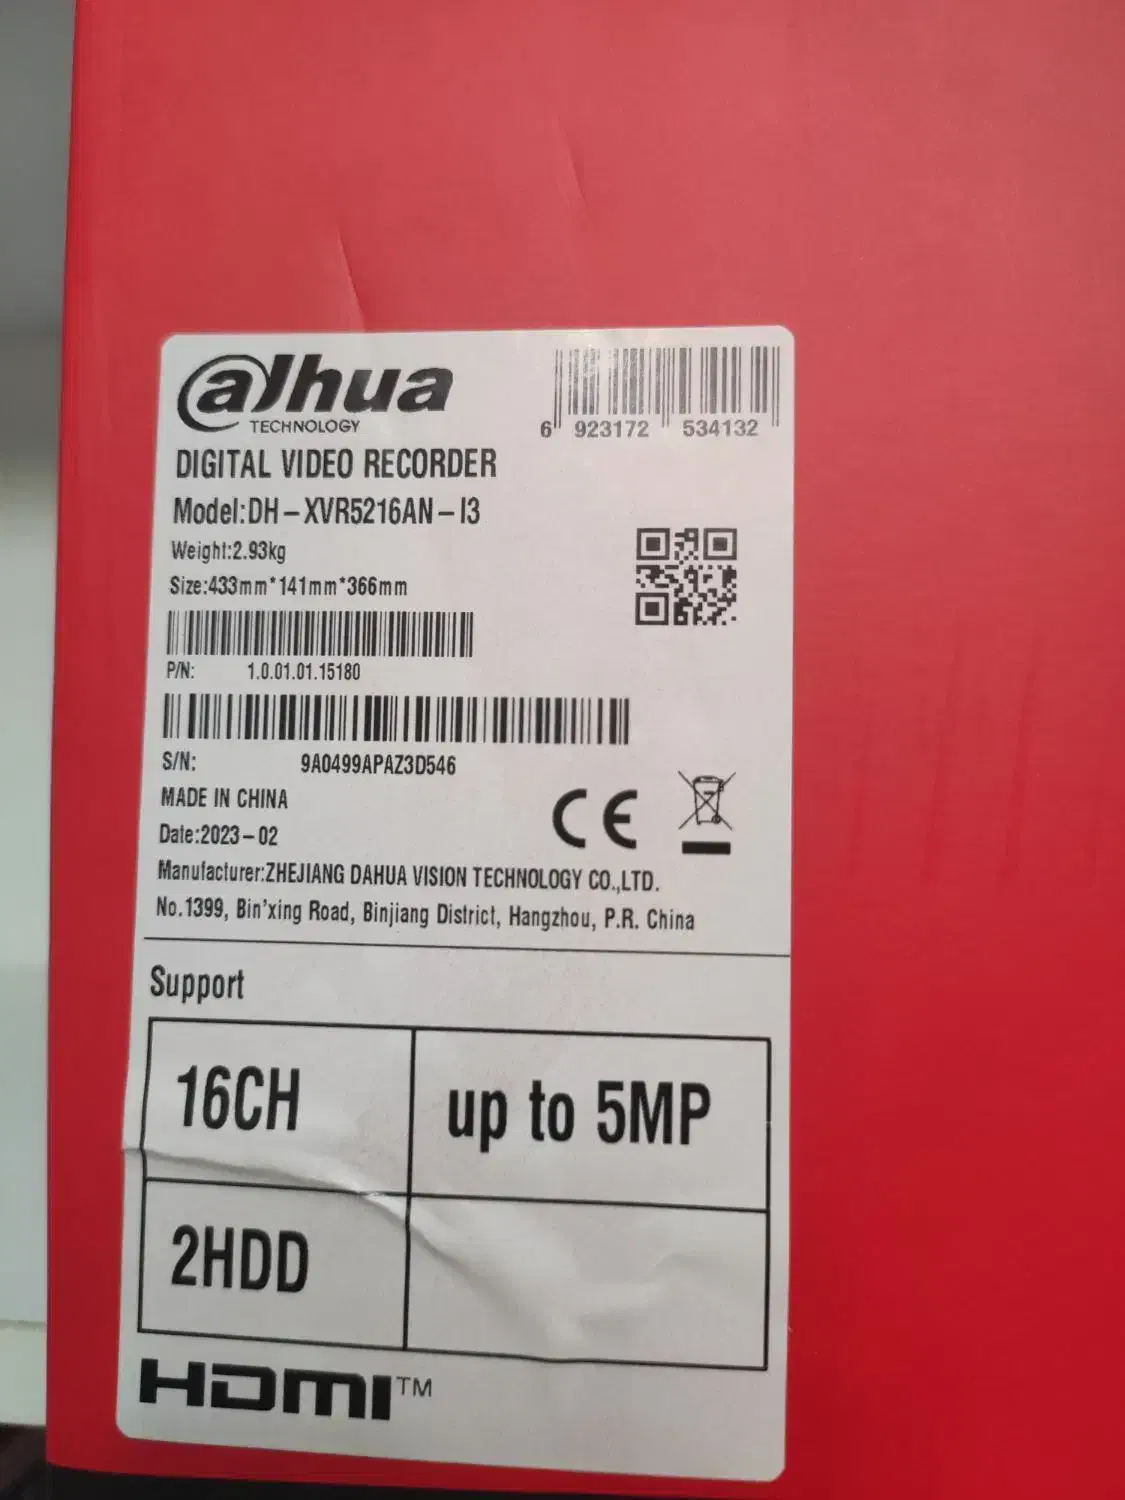 alhua
TECHNOLOGY
6 923172 534132
DIGITAL VIDEO RECORDER
Model:DH-XVR5216AN-I3
Weight:2.93kg
Size:433mm*141mm*366mm
P/N: 1.0.01.01.15180
S/N: 9A0499APAZ3D546
MADE IN CHINA
Date:2023-02
CE
Manufacturer:ZHEJIANG DAHUA VISION TECHNOLOGY CO.,LTD.
No.1399, Bin'xing Road, Binjiang District, Hangzhou, P.R. China
Support
16CH
up to 5MP
2HDD
HDMI™